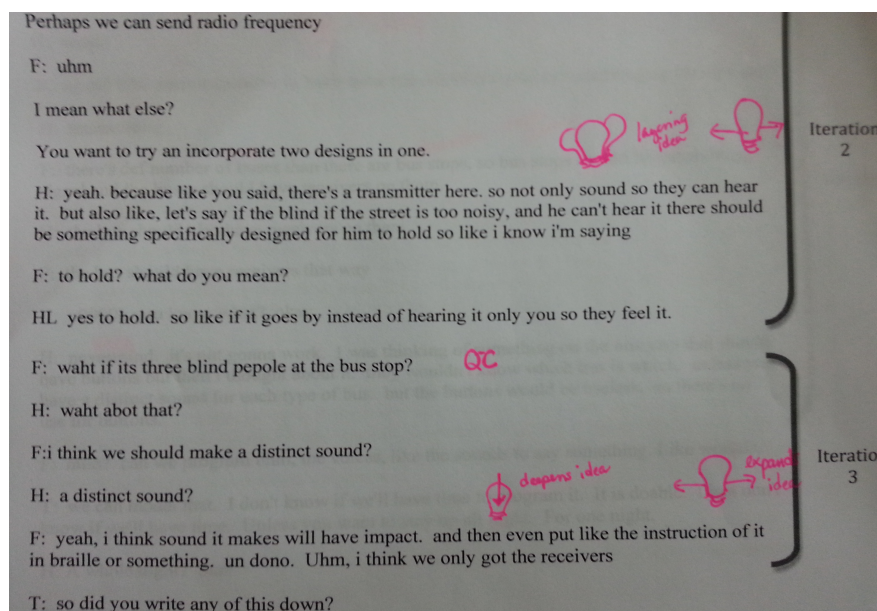 Perhaps we can send radio frequency
F: uhm
I mean what else?
layering
idea
Iteration
2
You want to try an incorporate two designs in one.
H: yeah. because like you said, there's a transmitter here. so not only sound so they can hear
it. but also like, let's say if the blind if the street is too noisy, and he can't hear it there should
be something specifically designed for him to hold so like i know i'm saying
F: to hold? what do you mean?
HL yes to hold. so like if it goes by instead of hearing it only you so they feel it.
F: waht if its three blind pepole at the bus stop?
QC
H: waht abot that?
F:i think we should make a distinct sound?
H: a distinct sound?
deepens idea
expand
idea
Iteratio
3
F: yeah, i think sound it makes will have impact. and then even put like the instruction of it
in braille or something. un dono. Uhm, i think we only got the receivers
T: so did you write any of this down?